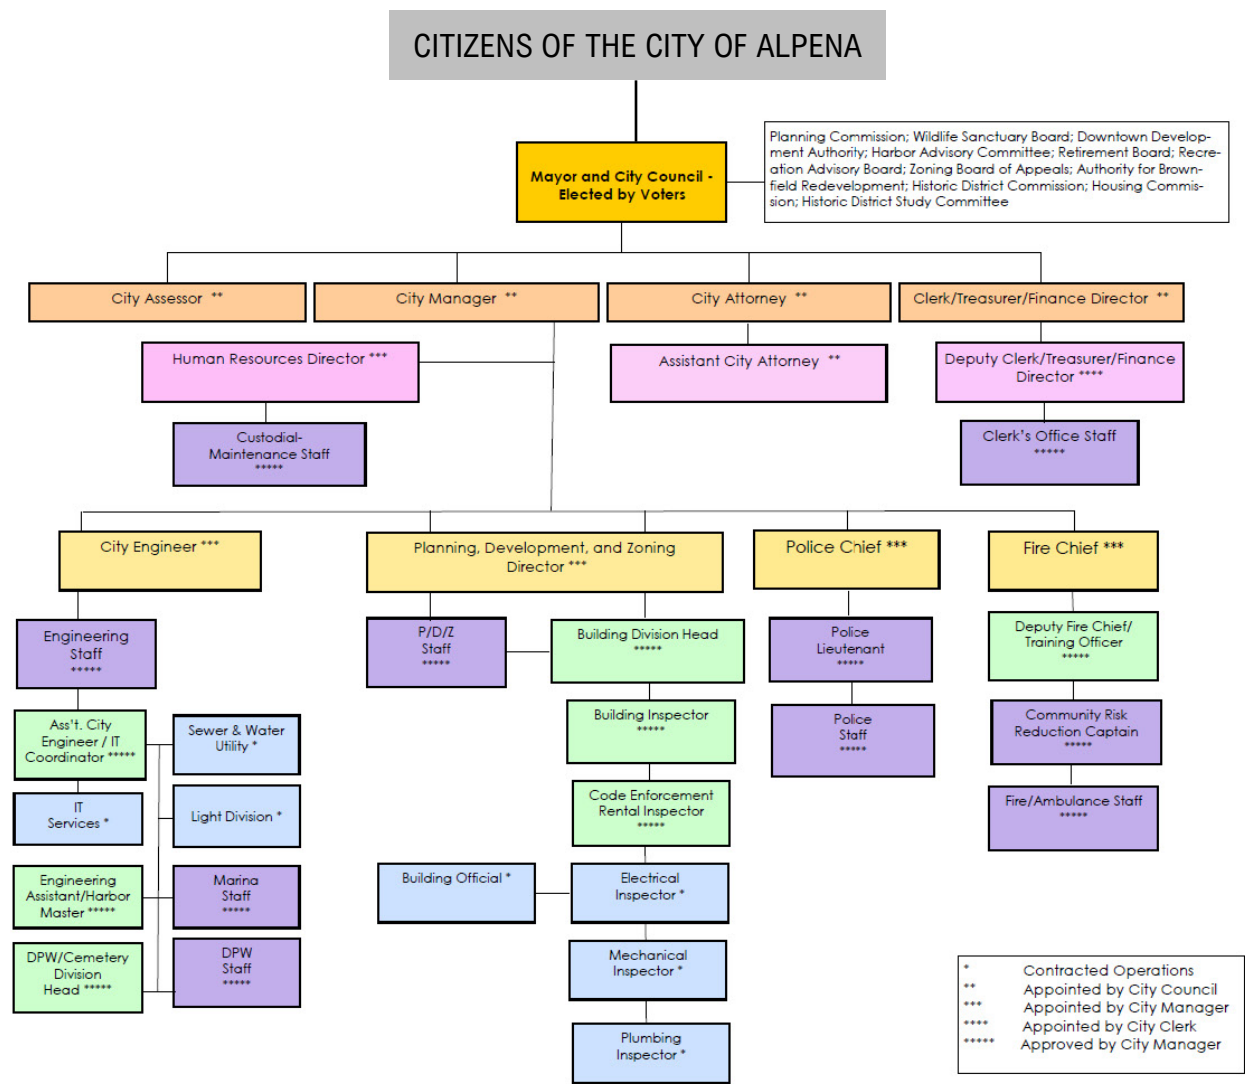 CITIZENS OF THE CITY OF ALPENA
Planning Commission; Wildlife Sanctuary Board; Downtown Develop-
ment Authority; Harbor Advisory Committee; Retirement Board; Recre-
ation Advisory Board; Zoning Board of Appeals; Authority for Brown-
field Redevelopment; Historic District Commission; Housing Commis-
sion; Historic District Study Committee
Mayor and City Council -
Elected by Voters
City Assessor **
City Manager **
City Attorney **
Clerk/Treasurer/Finance Director **
Human Resources Director ***
Assistant City Attorney **
Deputy Clerk/Treasurer/Finance
Director ****
Custodial-
Maintenance Staff
*****
Clerk's Office Staff
*****
City Engineer ***
Planning, Development, and Zoning
Director ***
Police Chief ***
Fire Chief ***
Engineering
Staff
*****
P/D/Z
Staff
*****
Building Division Head
*****
Police
Lieutenant
*****
Deputy Fire Chief/
Training Officer
*****
Ass't. City
Engineer / IT
Coordinator *****
Sewer & Water
Utility *
Building Inspector
*****
Police
Staff
*****
Community Risk
Reduction Captain
*****
IT
Services *
Light Division *
Code Enforcement
Rental Inspector
*****
Fire/Ambulance Staff
*****
Engineering
Assistant/Harbor
Master *****
Marina
Staff
*****
Building Official *
Electrical
Inspector *
DPW/Cemetery
Division
Head *****
DPW
Staff
*****
Mechanical
Inspector *
Plumbing
Inspector *
* Contracted Operations
** Appointed by City Council
*** Appointed by City Manager
**** Appointed by City Clerk
***** Approved by City Manager